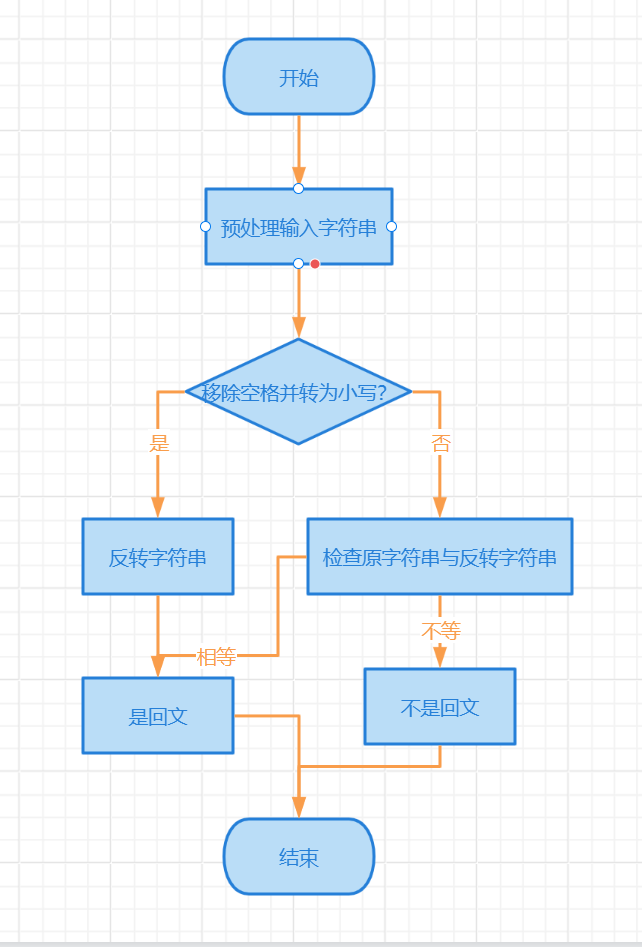 开始
预处理输入字符串
移除空格并转为小写?
是
否
反转字符串
检查原字符串与反转字符串
不等
相等
是回文
不是回文
结束